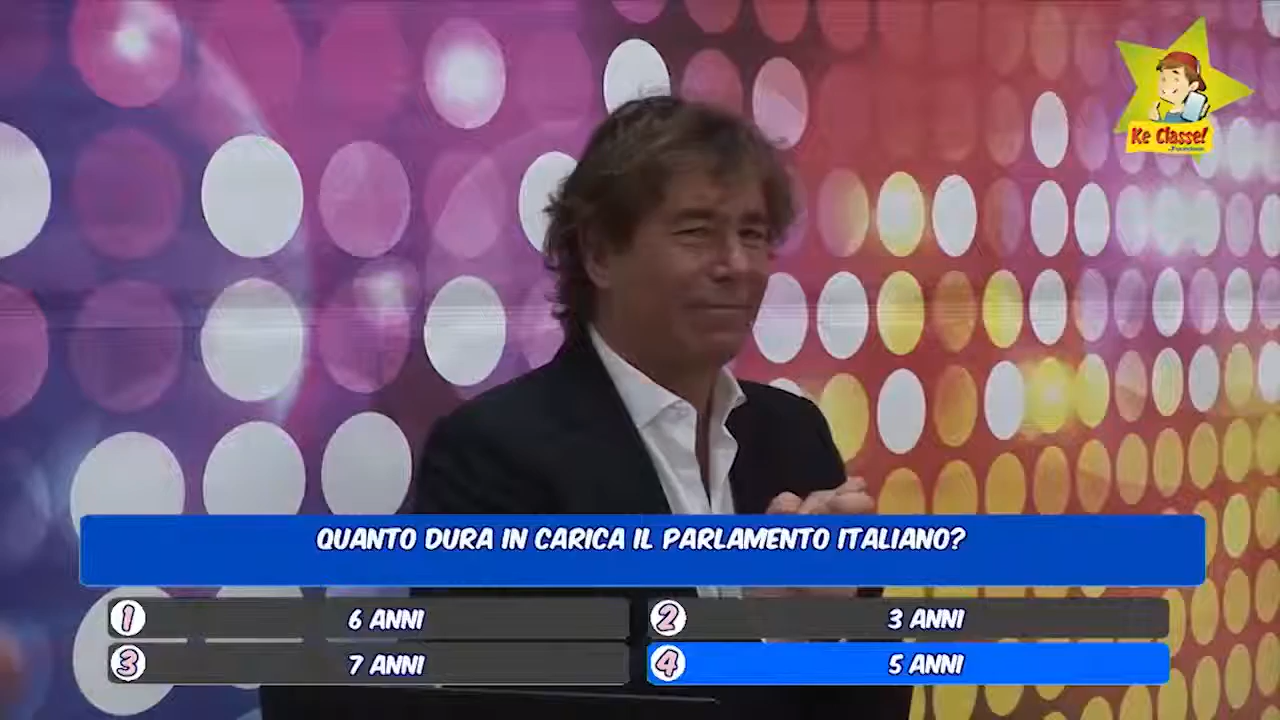 Ke Classe!
QUANTO DURA IN CARICA IL PARLAMENTO ITALIANO?
1 6 ANNI
2 3 ANNI
3 7 ANNI
4 5 ANNI